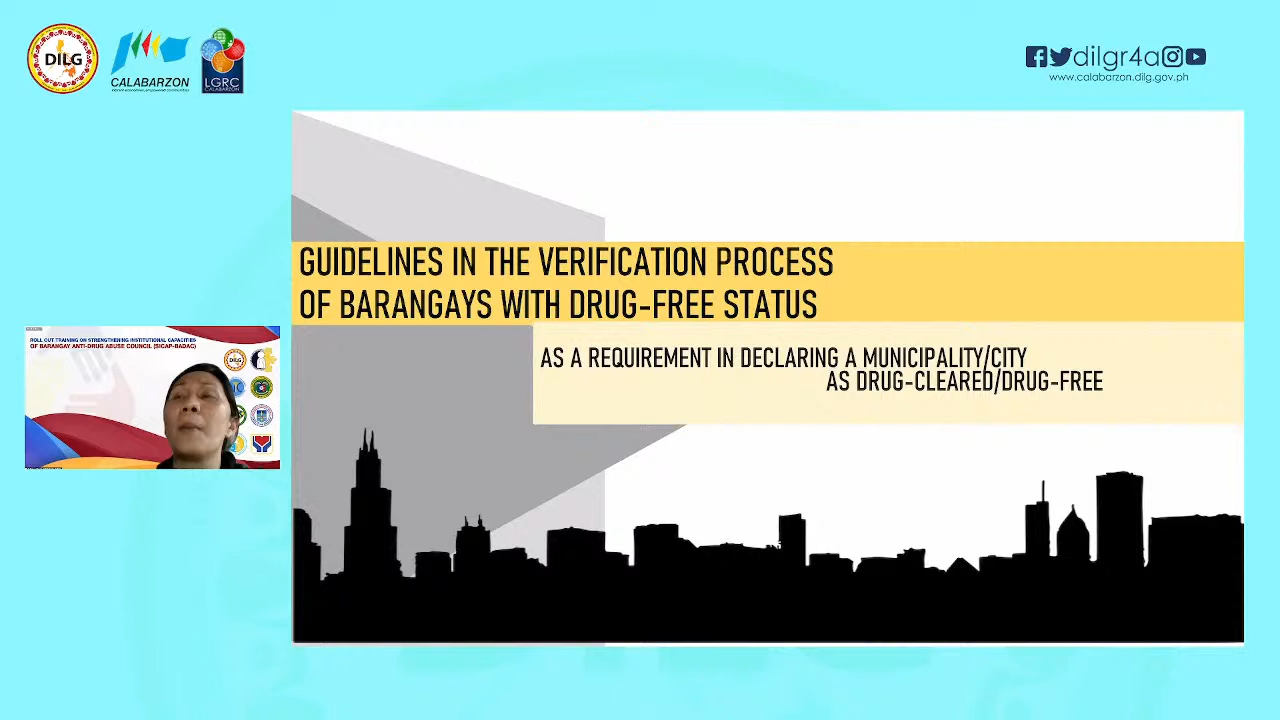 DILG
CALABARZON
LGRC
CALABARZON
dilgr4a
www.calabarzon.dilg.gov.ph
GUIDELINES IN THE VERIFICATION PROCESS
OF BARANGAYS WITH DRUG-FREE STATUS
AS A REQUIREMENT IN DECLARING A MUNICIPALITY/CITY
AS DRUG-CLEARED/DRUG-FREE
ROLL OUT TRAINING ON STRENGTHENING INSTITUTIONAL CAPACITIES
OF BARANGAY ANTI-DRUG ABUSE COUNCIL (SICAP-BADAC)
DILG